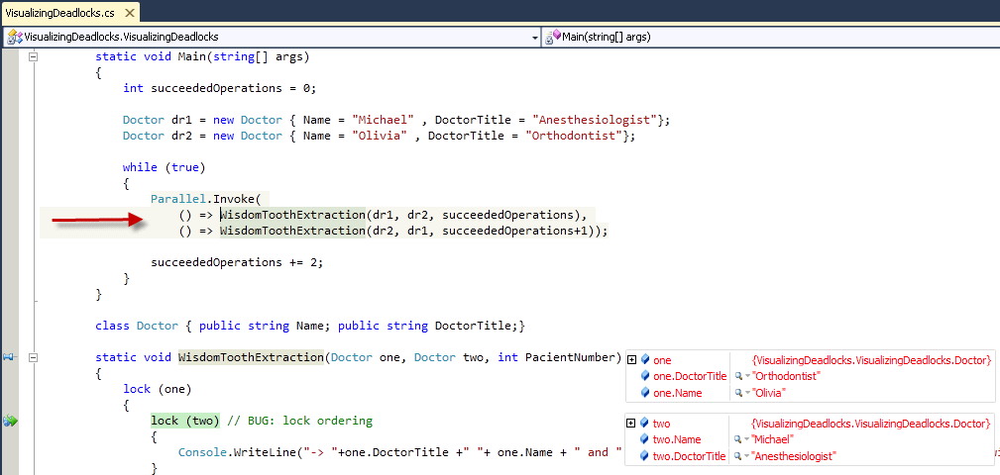 VisualizingDeadlocks.cs
VisualizingDeadlocks.VisualizingDeadlocks Main(string[] args)
static void Main(string[] args)
{
int succeededOperations = 0;
Doctor dr1 = new Doctor { Name = "Michael" , DoctorTitle = "Anesthesiologist"};
Doctor dr2 = new Doctor { Name = "Olivia" , DoctorTitle = "Orthodontist"};
while (true)
{
Parallel.Invoke(
() => WisdomToothExtraction(dr1, dr2, succeededOperations),
() => WisdomToothExtraction(dr2, dr1, succeededOperations+1));
succeededOperations += 2;
}
}
class Doctor { public string Name; public string DoctorTitle;}
static void WisdomToothExtraction(Doctor one, Doctor two, int PacientNumber)
{
one {VisualizingDeadlocks.VisualizingDeadlocks.Doctor}
one.DoctorTitle "Orthodontist"
one.Name "Olivia"
lock (one)
{
lock (two) // BUG: lock ordering
{
Console.WriteLine("-> "+one.DoctorTitle +" "+ one.Name + " and "
}
two {VisualizingDeadlocks.VisualizingDeadlocks.Doctor}
two.Name "Michael"
two.DoctorTitle "Anesthesiologist"